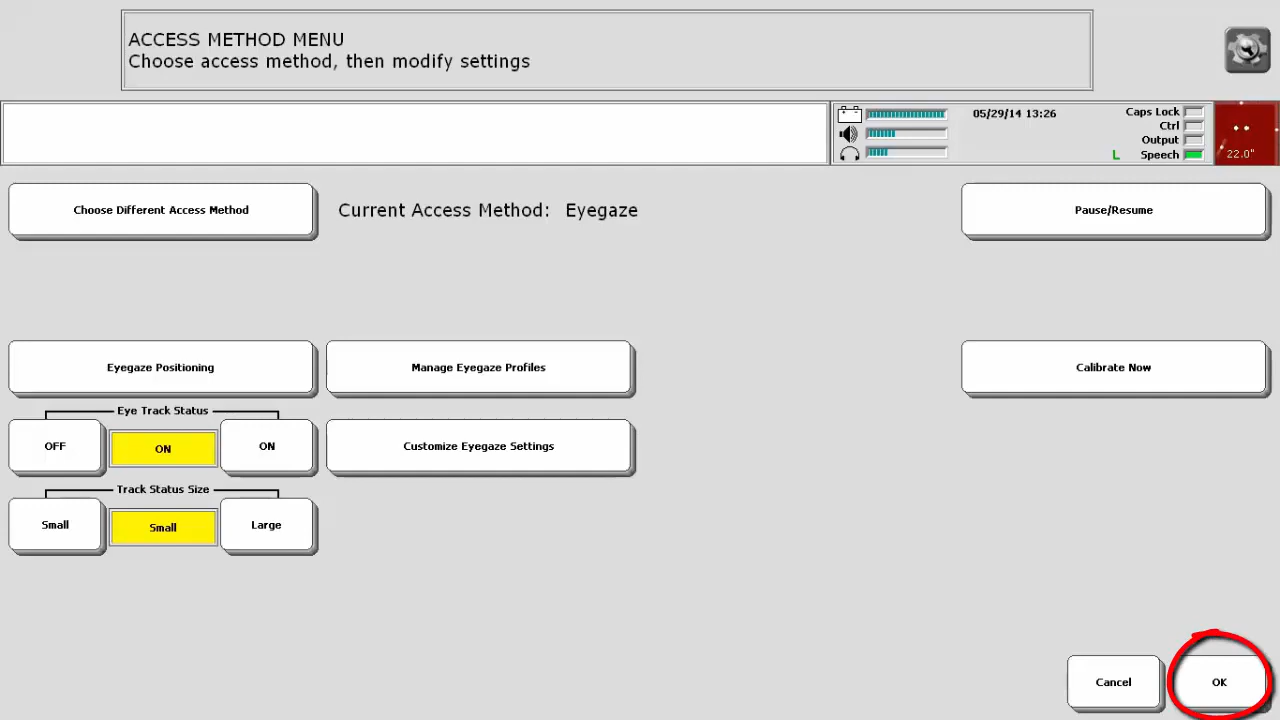 ACCESS METHOD MENU
Choose access method, then modify settings
05/29/14 13:26
Caps Lock
Ctrl
Output
L Speech
22.0"
Choose Different Access Method
Current Access Method: Eyegaze
Pause/Resume
Eyegaze Positioning
Manage Eyegaze Profiles
Calibrate Now
Eye Track Status
OFF
ON
ON
Customize Eyegaze Settings
Track Status Size
Small
Small
Large
Cancel
OK